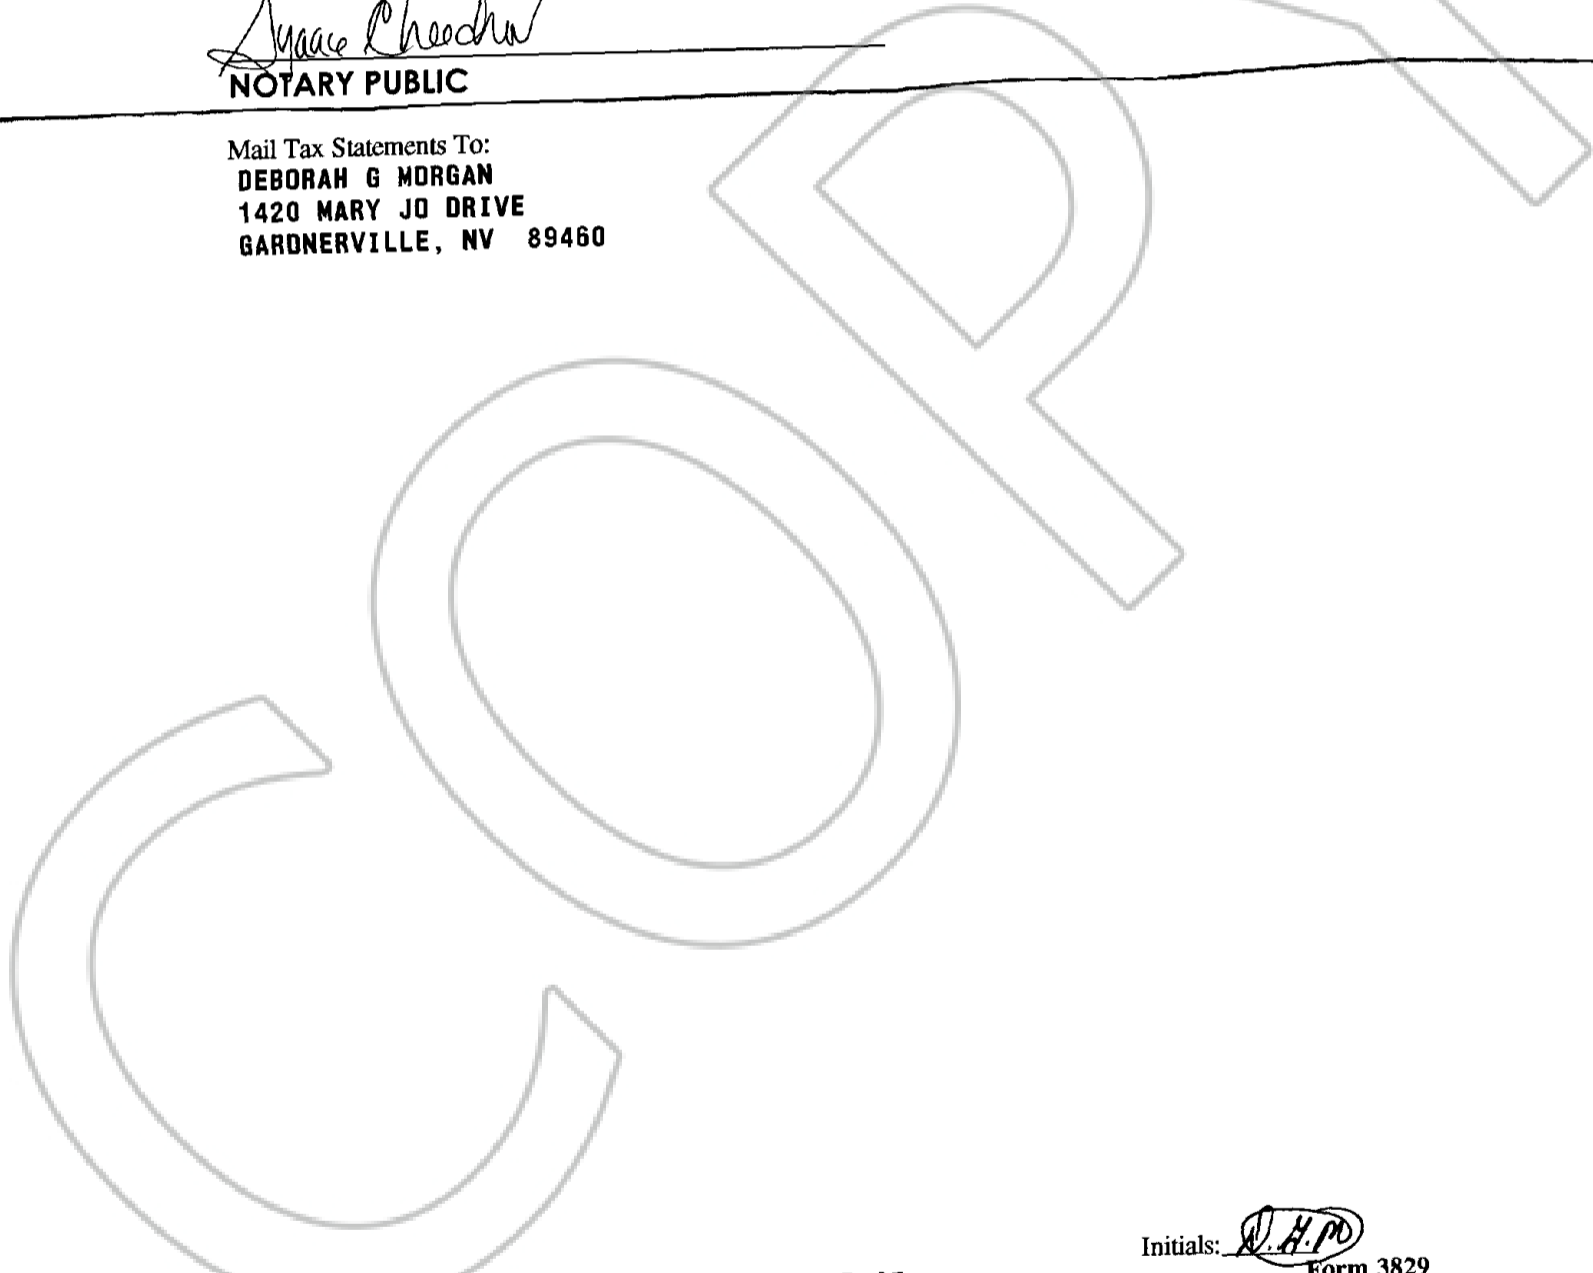 NOTARY PUBLIC
Mail Tax Statements To:
DEBORAH G MORGAN
1420 MARY JO DRIVE
GARDNERVILLE, NV 89460
COPY
Initials: D.G.M
Form 3829